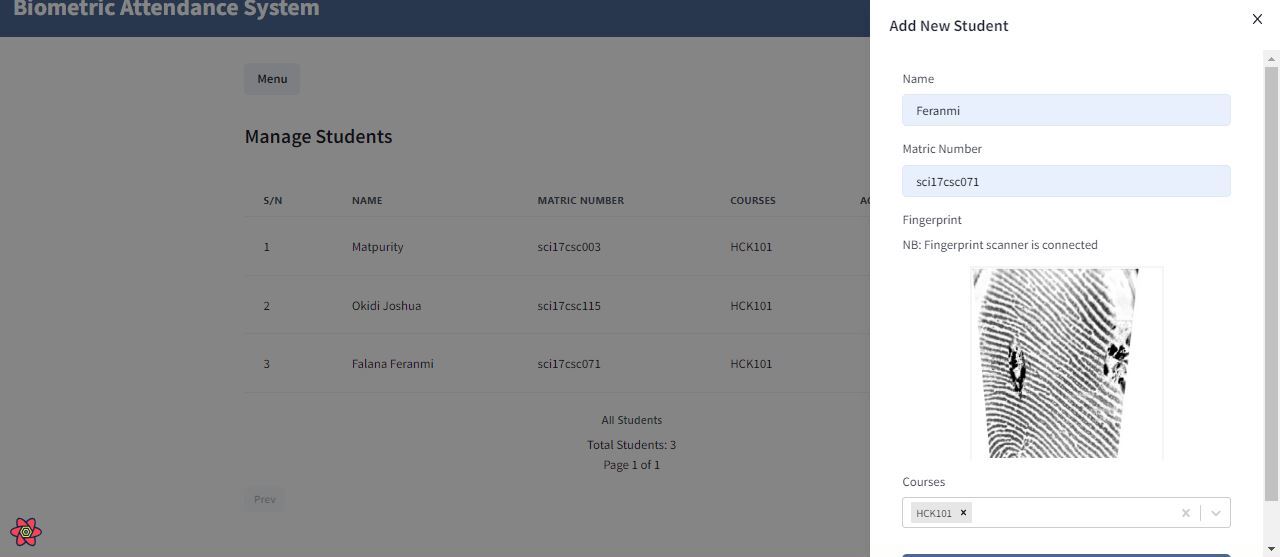 Biometric Attendance System
Menu
Manage Students
S/N NAME MATRIC NUMBER COURSES
1 Matpurity sci17csc003 HCK101
2 Okidi Joshua sci17csc115 HCK101
3 Falana Feranmi sci17csc071 HCK101
All Students
Total Students: 3
Page 1 of 1
Prev
Add New Student
Name
Feranmi
Matric Number
sci17csc071
Fingerprint
NB: Fingerprint scanner is connected
Courses
HCK101